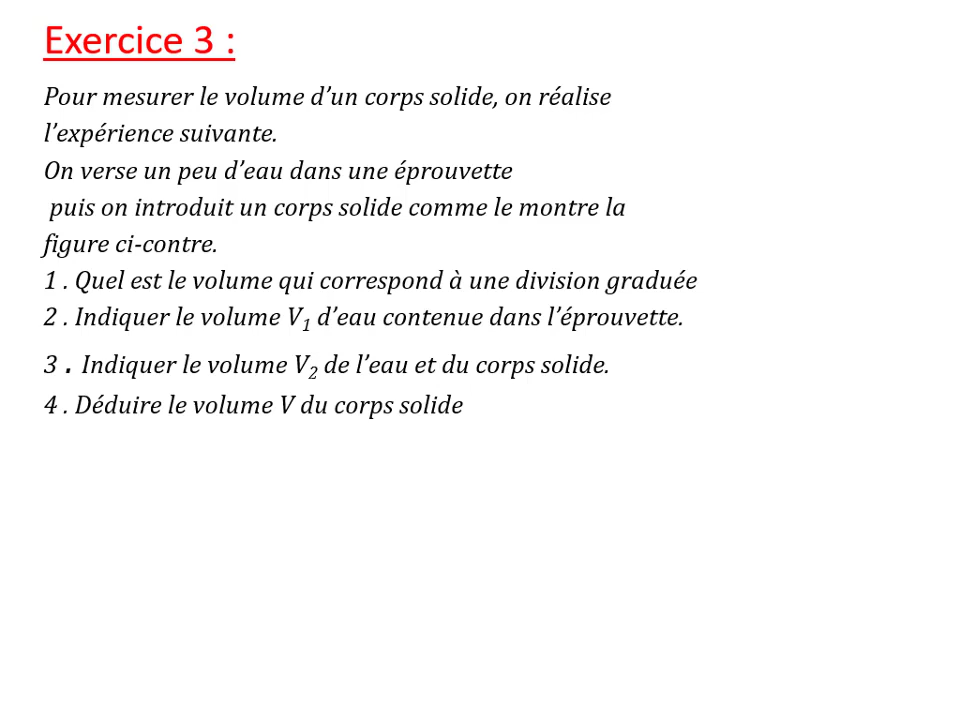 Exercice 3 :
Pour mesurer le volume d’un corps solide, on réalise
l’expérience suivante.
On verse un peu d’eau dans une éprouvette
puis on introduit un corps solide comme le montre la
figure ci-contre.
1 . Quel est le volume qui correspond à une division graduée
2 . Indiquer le volume V₁ d’eau contenue dans l’éprouvette.
3 . Indiquer le volume V₂ de l’eau et du corps solide.
4 . Déduire le volume V du corps solide